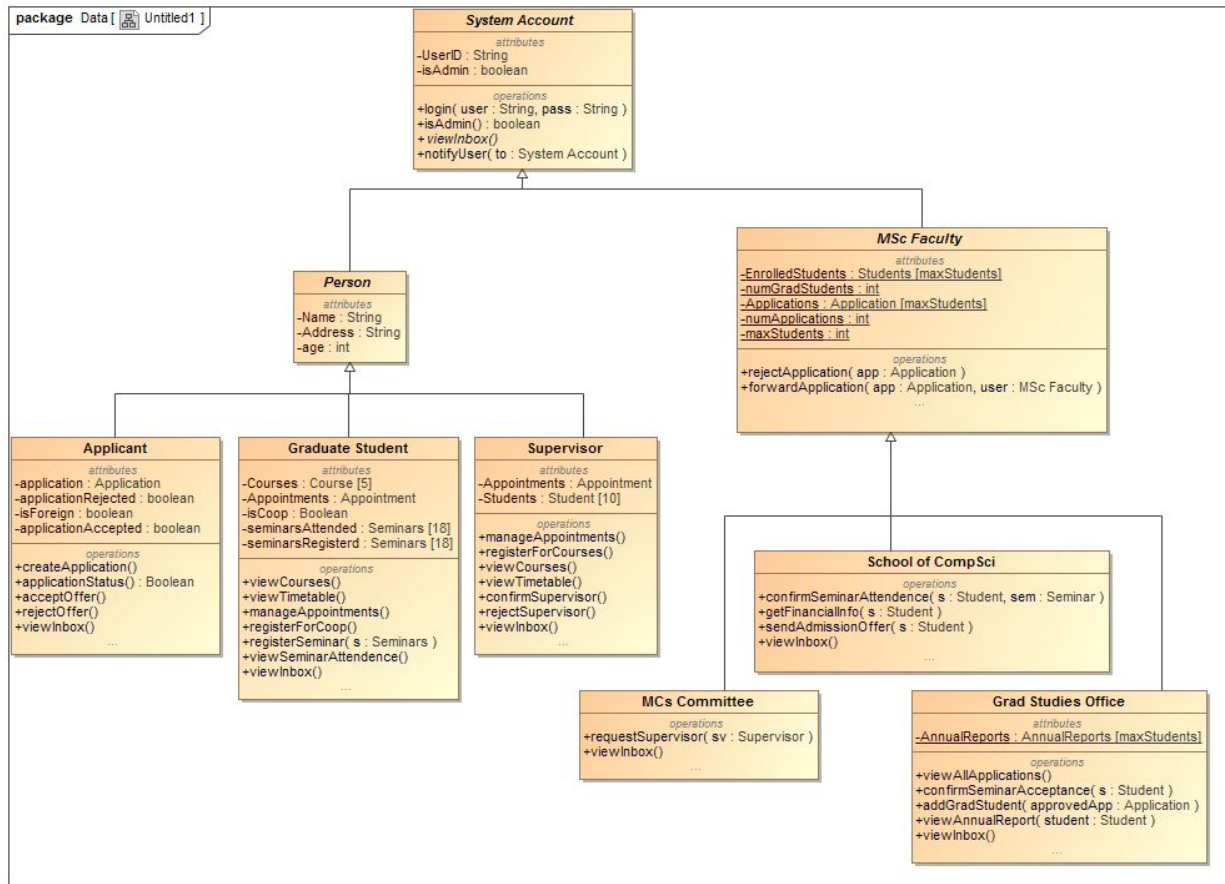 package Data [ Untitled1 ]
System Account
attributes
-UserID : String
-isAdmin : boolean
operations
+login( user : String, pass : String )
+isAdmin() : boolean
+ viewInbox()
+notifyUser( to : System Account )
Person
attributes
-Name : String
-Address : String
-age : int
MSc Faculty
attributes
-EnrolledStudents : Students [maxStudents]
-numGradStudents : int
-Applications : Application [maxStudents]
-numApplications : int
-maxStudents : int
operations
+rejectApplication( app : Application )
+forwardApplication( app : Application, user : MSc Faculty )
...
Applicant
attributes
-application : Application
-applicationRejected : boolean
-isForeign : boolean
-applicationAccepted : boolean
operations
+createApplication()
+applicationStatus() : Boolean
+acceptOffer()
+rejectOffer()
+viewInbox()
...
Graduate Student
attributes
-Courses : Course [5]
-Appointments : Appointment
-isCoop : Boolean
-seminarsAttended : Seminars [18]
-seminarsRegisterd : Seminars [18]
operations
+viewCourses()
+viewTimetable()
+manageAppointments()
+registerForCoop()
+registerSeminar( s : Seminars )
+viewSeminarAttendence()
+viewInbox()
...
Supervisor
attributes
-Appointments : Appointment
-Students : Student [10]
operations
+manageAppointments()
+registerForCourses()
+viewCourses()
+viewTimetable()
+confirmSupervisor()
+rejectSupervisor()
+viewInbox()
...
School of CompSci
operations
+confirmSeminarAttendence( s : Student, sem : Seminar )
+getFinancialInfo( s : Student )
+sendAdmissionOffer( s : Student )
+viewInbox()
...
MCs Committee
operations
+requestSupervisor( sv : Supervisor )
+viewInbox()
...
Grad Studies Office
attributes
-AnnualReports : AnnualReports [maxStudents]
operations
+viewAllApplications()
+confirmSeminarAcceptance( s : Student )
+addGradStudent( approvedApp : Application )
+viewAnnualReport( student : Student )
+viewInbox()
...